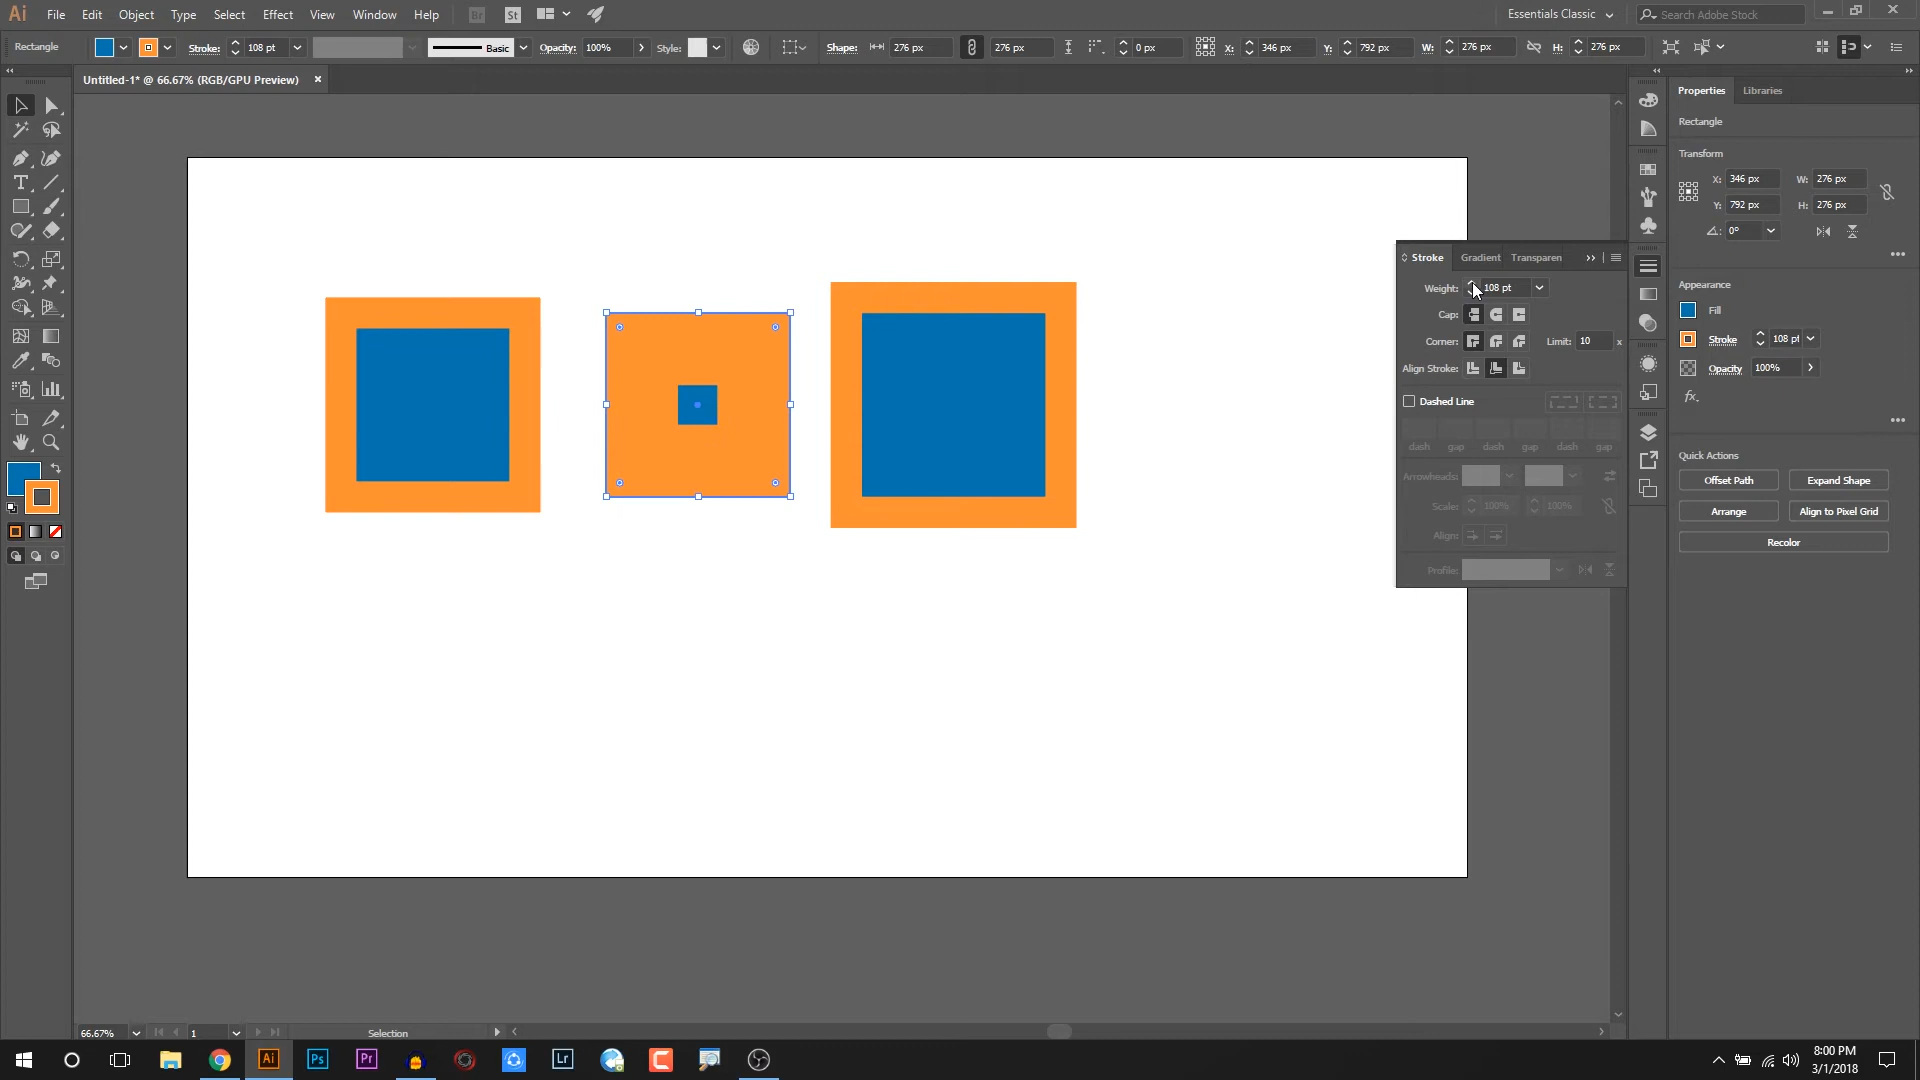 Ai File Edit Object Type Select Effect View Window Help Br St Essentials Classic Search Adobe Stock
Rectangle Stroke: 108 pt Basic Opacity: 100% Style: Shape: 276 px 276 px 0 px X: 346 px Y: 792 px W: 276 px H: 276 px
Untitled-1* @ 66.67% (RGB/GPU Preview) ×
Properties Libraries
Rectangle
Transform
X: 346 px W: 276 px
Y: 792 px H: 276 px
0°
Stroke Gradient Transparen
Weight: 108 pt
Cap:
Corner: Limit: 10 x
Align Stroke:
Dashed Line
dash gap dash gap dash gap
Arrowheads:
Scale: 100% 100%
Align:
Profile:
Appearance
Fill
Stroke 108 pt
Opacity 100%
fx.
Quick Actions
Offset Path Expand Shape
Arrange Align to Pixel Grid
Recolor
66.67% 1 Selection
Ai Ps Pr Lr
8:00 PM
3/1/2018